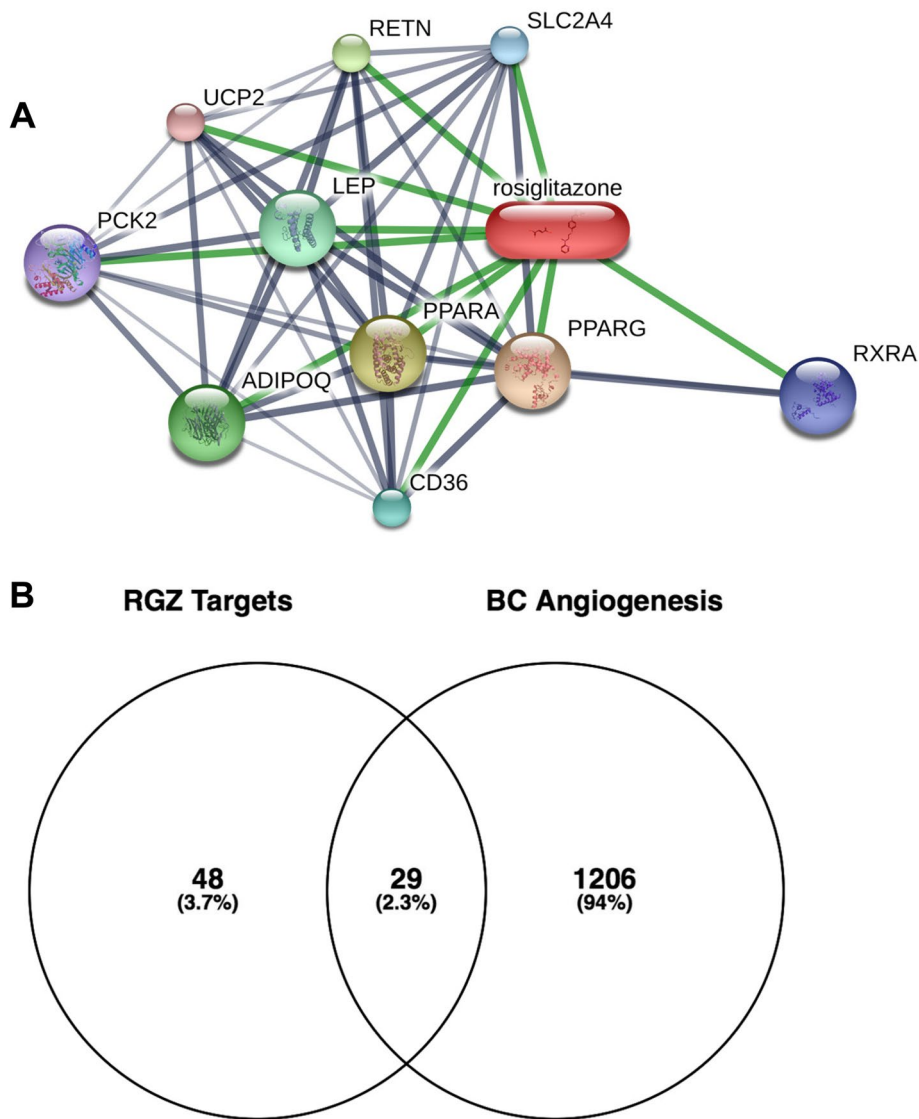 RETN
SLC2A4
A
UCP2
LEP
rosiglitazone
PCK2
PPARA
PPARG
RXRA
ADIPOQ
CD36
B
RGZ Targets
BC Angiogenesis
48
(3.7%)
29
(2.3%)
1206
(94%)